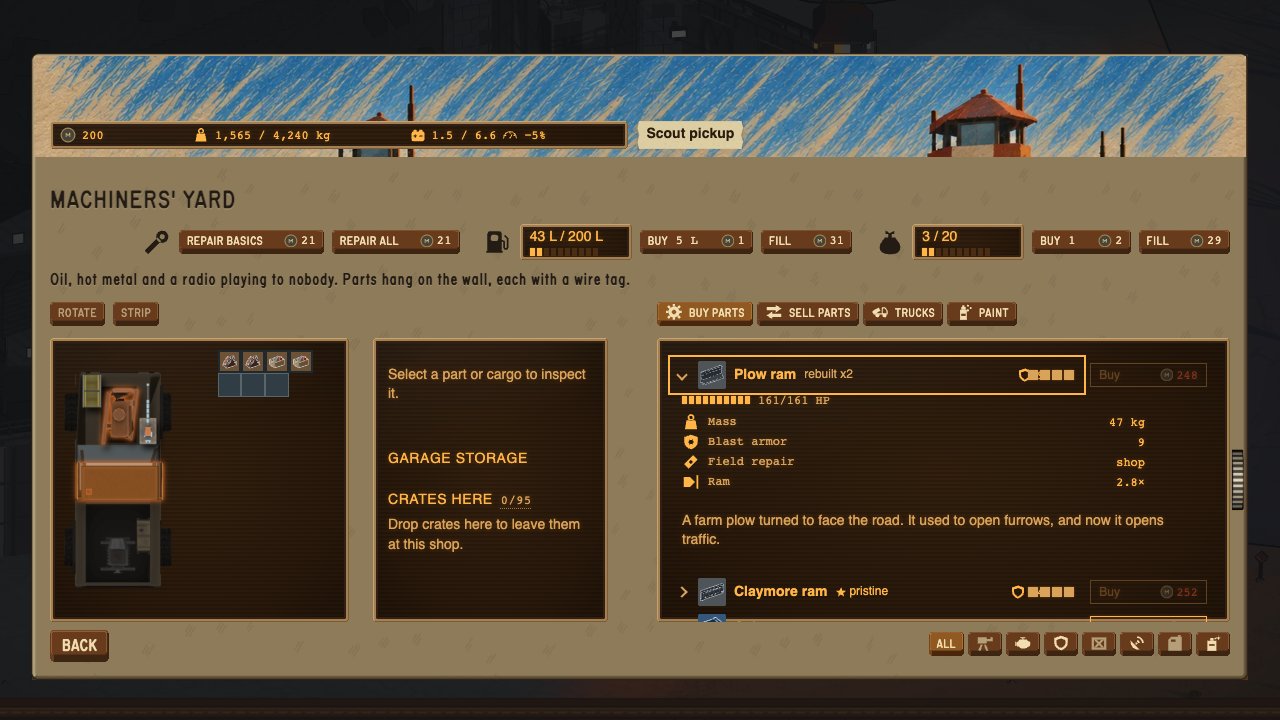 200
1,565 / 4,240 kg
1.5 / 6.6
-5%
Scout pickup
MACHINERS' YARD
REPAIR BASICS 21
REPAIR ALL 21
43 L / 200 L
BUY 5 L 1
FILL 31
3 / 20
BUY 1 2
FILL 29
Oil, hot metal and a radio playing to nobody. Parts hang on the wall, each with a wire tag.
ROTATE
STRIP
BUY PARTS
SELL PARTS
TRUCKS
PAINT
Select a part or cargo to inspect
it.
GARAGE STORAGE
CRATES HERE 0/95
Drop crates here to leave them
at this shop.
Plow ram rebuilt x2
Buy 248
161/161 HP
Mass 47 kg
Blast armor 9
Field repair shop
Ram 2.8×
A farm plow turned to face the road. It used to open furrows, and now it opens
traffic.
Claymore ram ★ pristine
Buy 252
BACK
ALL